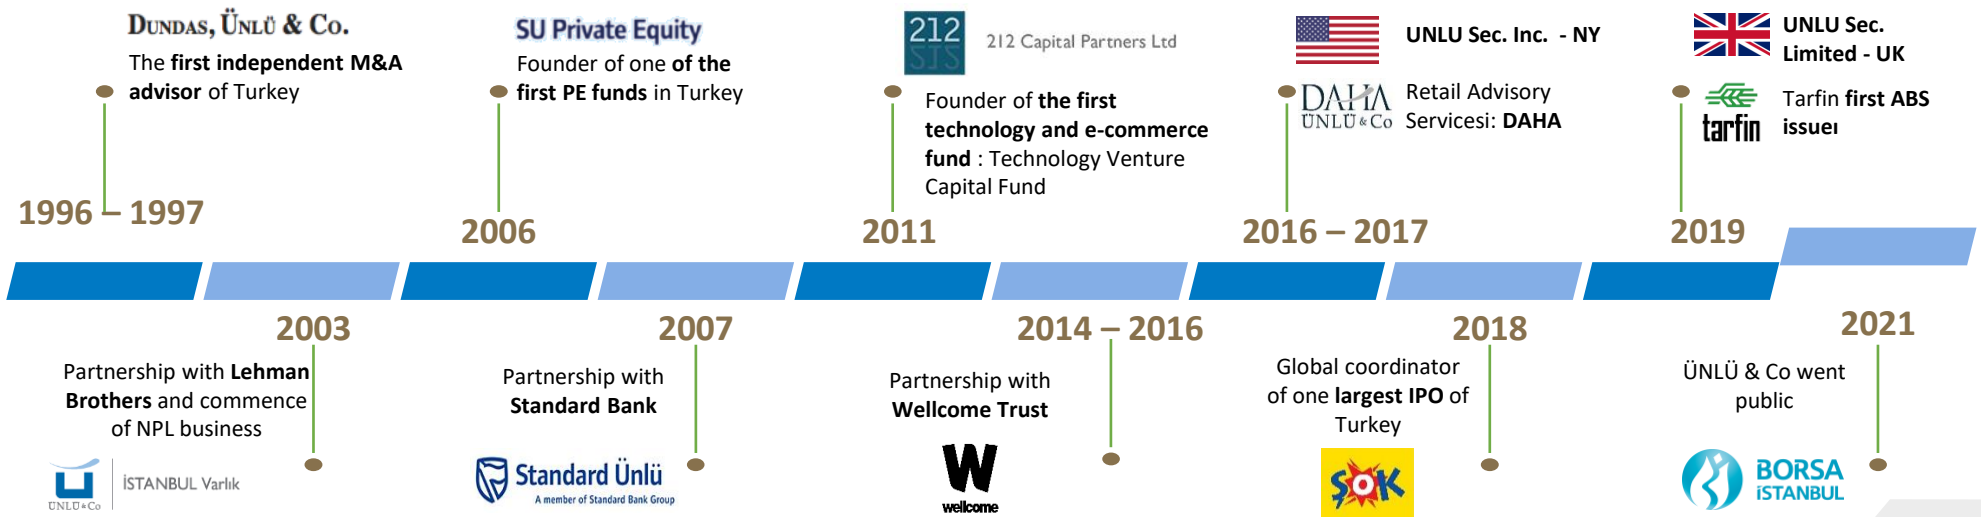 DUNDAS, ÜNLÜ & CO.
The first independent M&A
advisor of Turkey
1996 – 1997
SU Private Equity
Founder of one of the
first PE funds in Turkey
2006
212
212 Capital Partners Ltd
Founder of the first
technology and e-commerce
fund : Technology Venture
Capital Fund
2011
UNLU Sec. Inc. - NY
DAHA
ÜNLÜ & Co
Retail Advisory
Servicesi: DAHA
2016 – 2017
UNLU Sec.
Limited - UK
tarfin
Tarfin first ABS
issueı
2019
2003
Partnership with Lehman
Brothers and commence
of NPL business
ÜNLÜ & Co
İSTANBUL Varlık
2007
Partnership with
Standard Bank
Standard Ünlü
A member of Standard Bank Group
2014 – 2016
Partnership with
Wellcome Trust
W
wellcome
2018
Global coordinator
of one largest IPO of
Turkey
ŞOK
2021
ÜNLÜ & Co went
public
BORSA
İSTANBUL